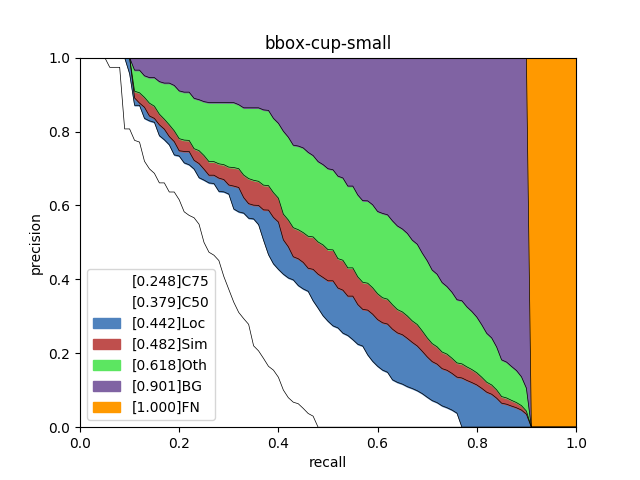 bbox-cup-small
precision
1.0
0.8
0.6
0.4
0.2
0.0
[0.248]C75
[0.379]C50
[0.442]Loc
[0.482]Sim
[0.618]Oth
[0.901]BG
[1.000]FN
0.0 0.2 0.4 0.6 0.8 1.0
recall